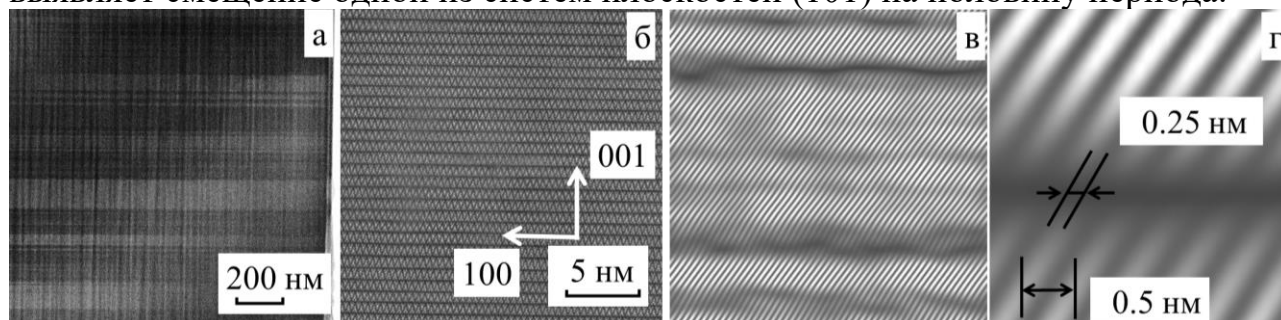 выявляет смещение одной из систем плоскостей (101) на половину периода.
а
б
в
г
0.25 нм
001
100
200 нм
5 нм
0.5 нм